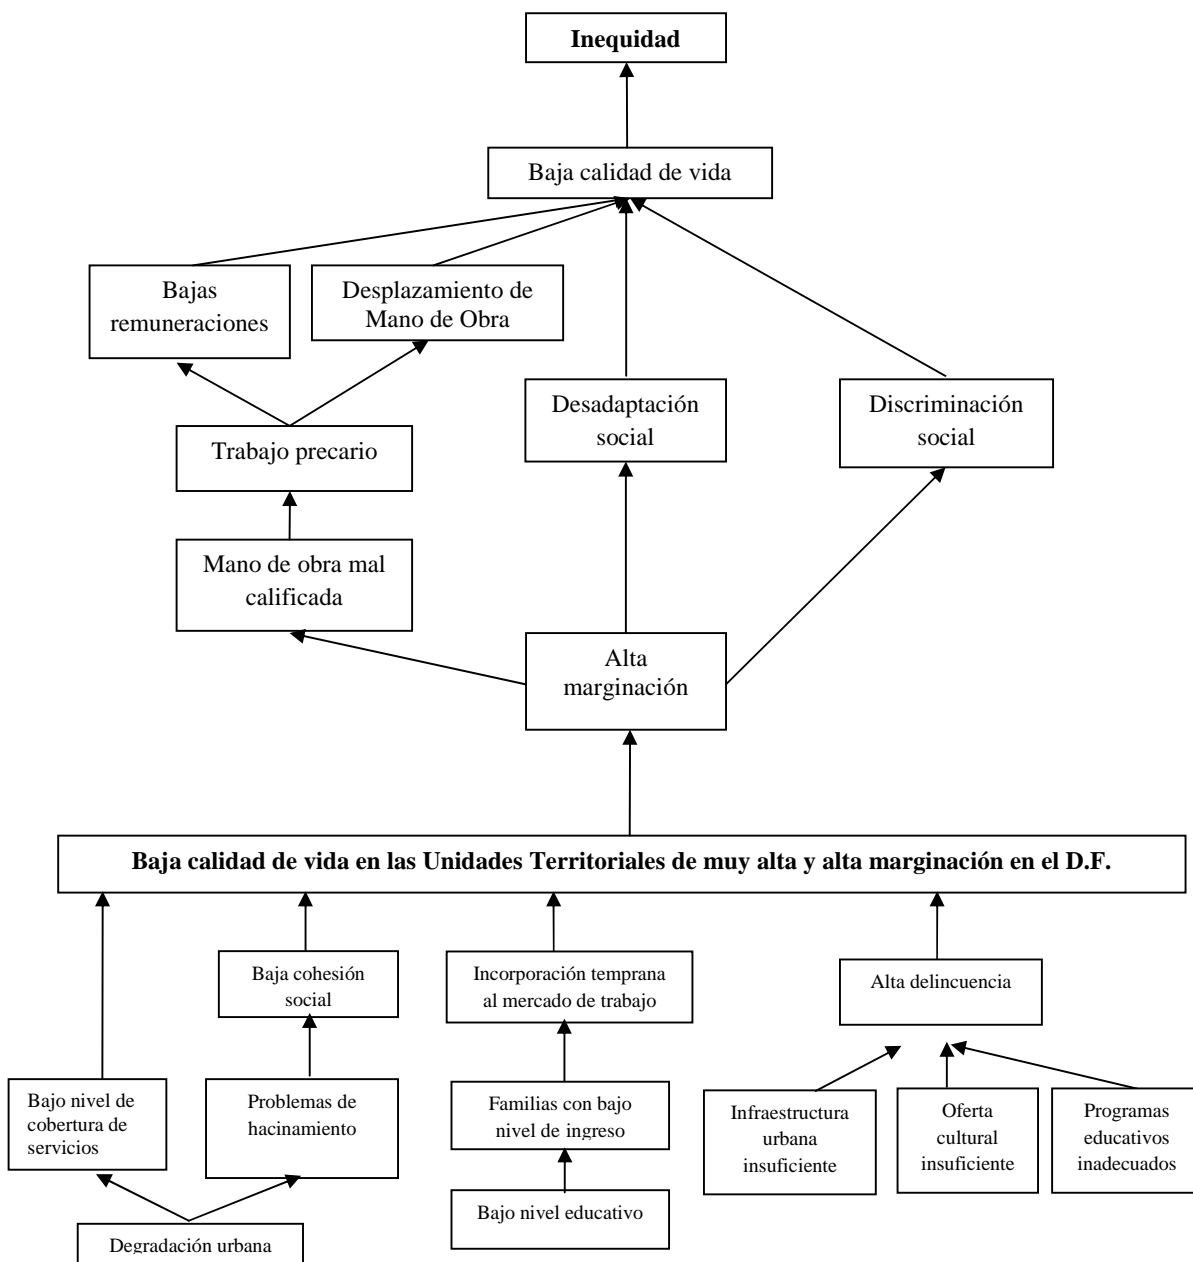 Inequidad
Baja calidad de vida
Bajas
remuneraciones
Desplazamiento de
Mano de Obra
Desadaptación
social
Discriminación
social
Trabajo precario
Mano de obra mal
calificada
Alta
marginación
Baja calidad de vida en las Unidades Territoriales de muy alta y alta marginación en el D.F.
Baja cohesión
social
Incorporación temprana
al mercado de trabajo
Alta delincuencia
Bajo nivel de
cobertura de
servicios
Problemas de
hacinamiento
Familias con bajo
nivel de ingreso
Infraestructura
urbana
insuficiente
Oferta
cultural
insuficiente
Programas
educativos
inadecuados
Bajo nivel educativo
Degradación urbana